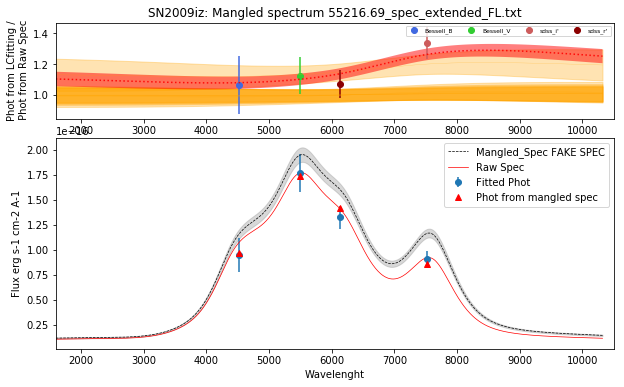 SN2009iz: Mangled spectrum 55216.69_spec_extended_FL.txt
Phot from LCfitting /
Phot from Raw Spec
1.4
1.2
1.0
Bessell_B
Bessell_V
sdss_i'
sdss_r'
2000 3000 4000 5000 6000 7000 8000 9000 10000
1e−16
Flux erg s-1 cm-2 A-1
2.00
1.75
1.50
1.25
1.00
0.75
0.50
0.25
Mangled_Spec FAKE SPEC
Raw Spec
Fitted Phot
Phot from mangled spec
2000 3000 4000 5000 6000 7000 8000 9000 10000
Wavelenght